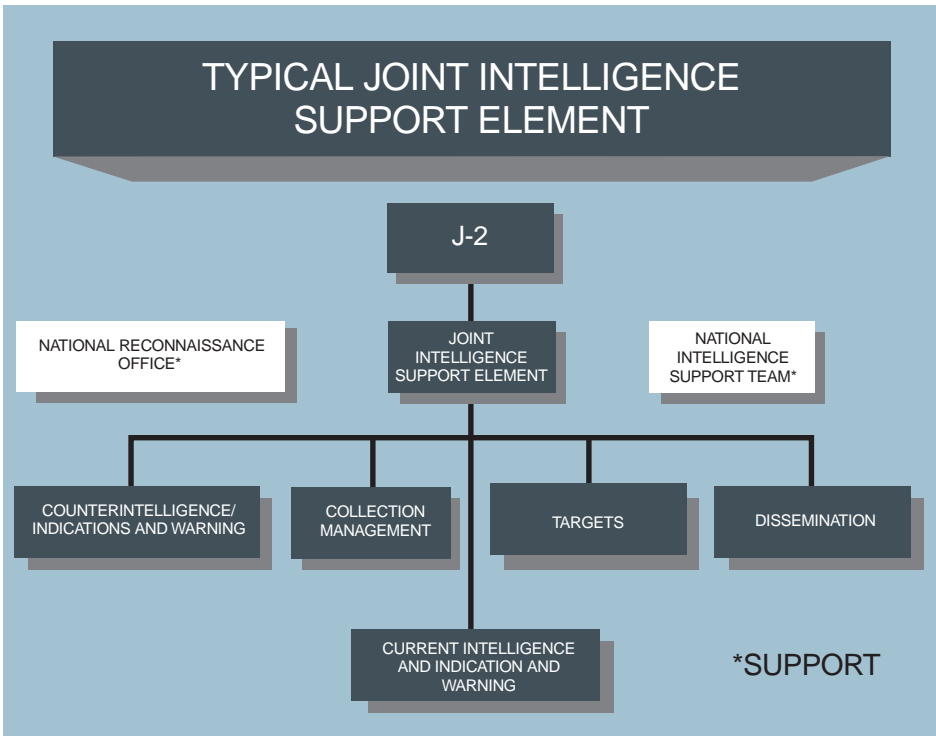 TYPICAL JOINT INTELLIGENCE
SUPPORT ELEMENT
J-2
NATIONAL RECONNAISSANCE
OFFICE*
JOINT
INTELLIGENCE
SUPPORT ELEMENT
NATIONAL
INTELLIGENCE
SUPPORT TEAM*
COUNTERINTELLIGENCE/
INDICATIONS AND WARNING
COLLECTION
MANAGEMENT
TARGETS
DISSEMINATION
CURRENT INTELLIGENCE
AND INDICATION AND
WARNING
*SUPPORT